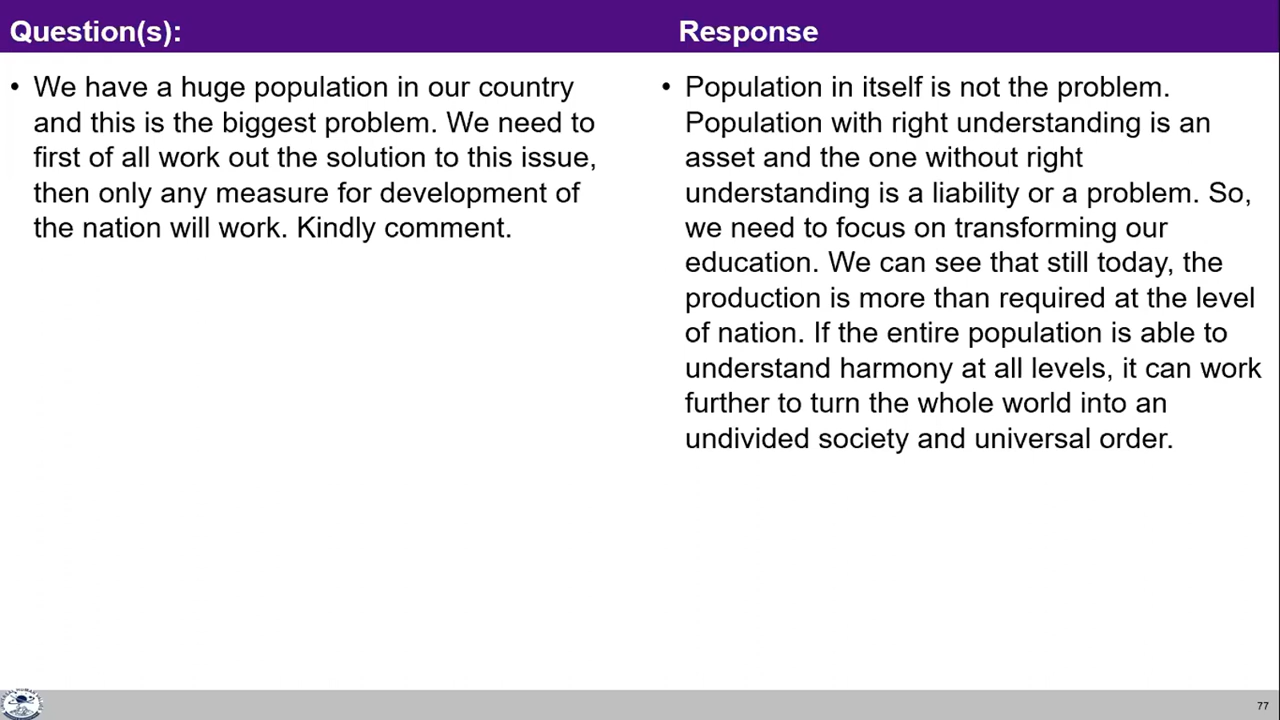 Question(s):
Response
• We have a huge population in our country
and this is the biggest problem. We need to
first of all work out the solution to this issue,
then only any measure for development of
the nation will work. Kindly comment.
• Population in itself is not the problem.
Population with right understanding is an
asset and the one without right
understanding is a liability or a problem. So,
we need to focus on transforming our
education. We can see that still today, the
production is more than required at the level
of nation. If the entire population is able to
understand harmony at all levels, it can work
further to turn the whole world into an
undivided society and universal order.
77